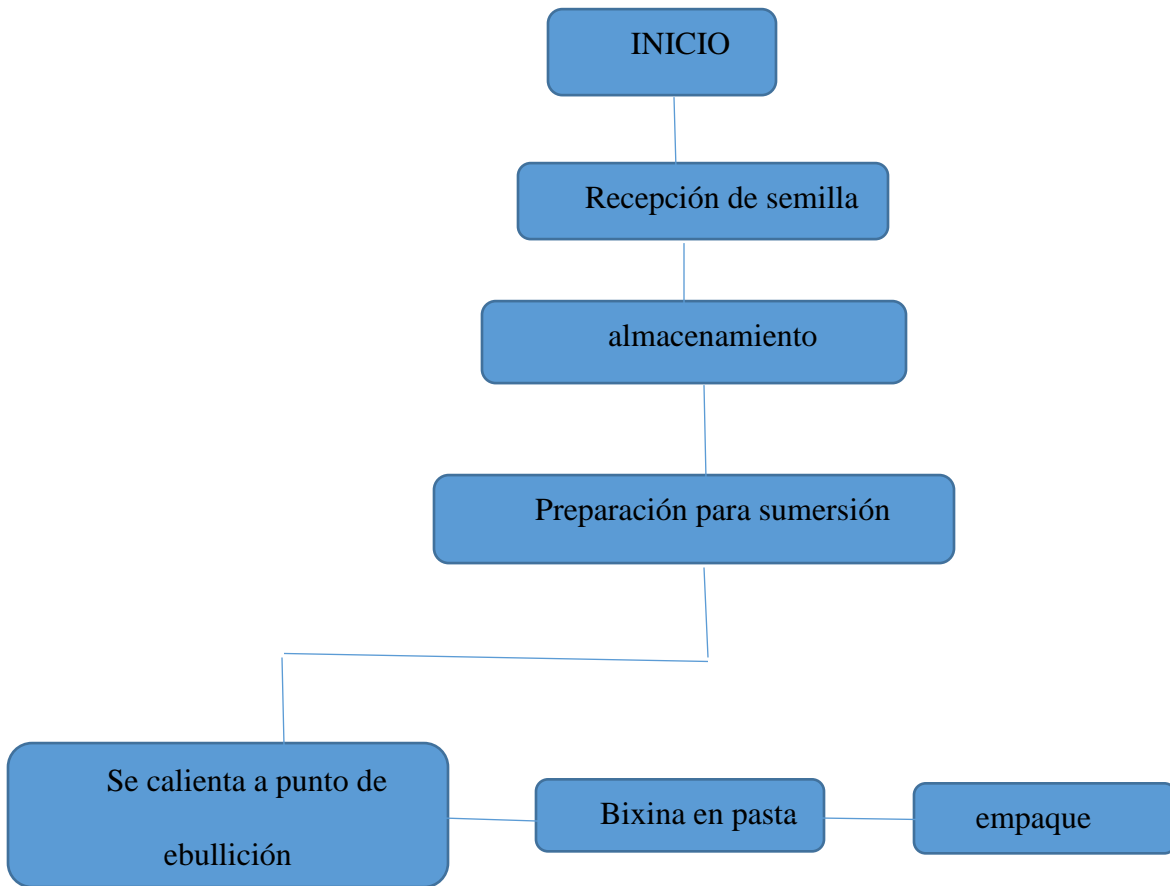 INICIO
Recepción de semilla
almacenamiento
Preparación para sumersión
Se calienta a punto de
ebullición
Bixina en pasta
empaque